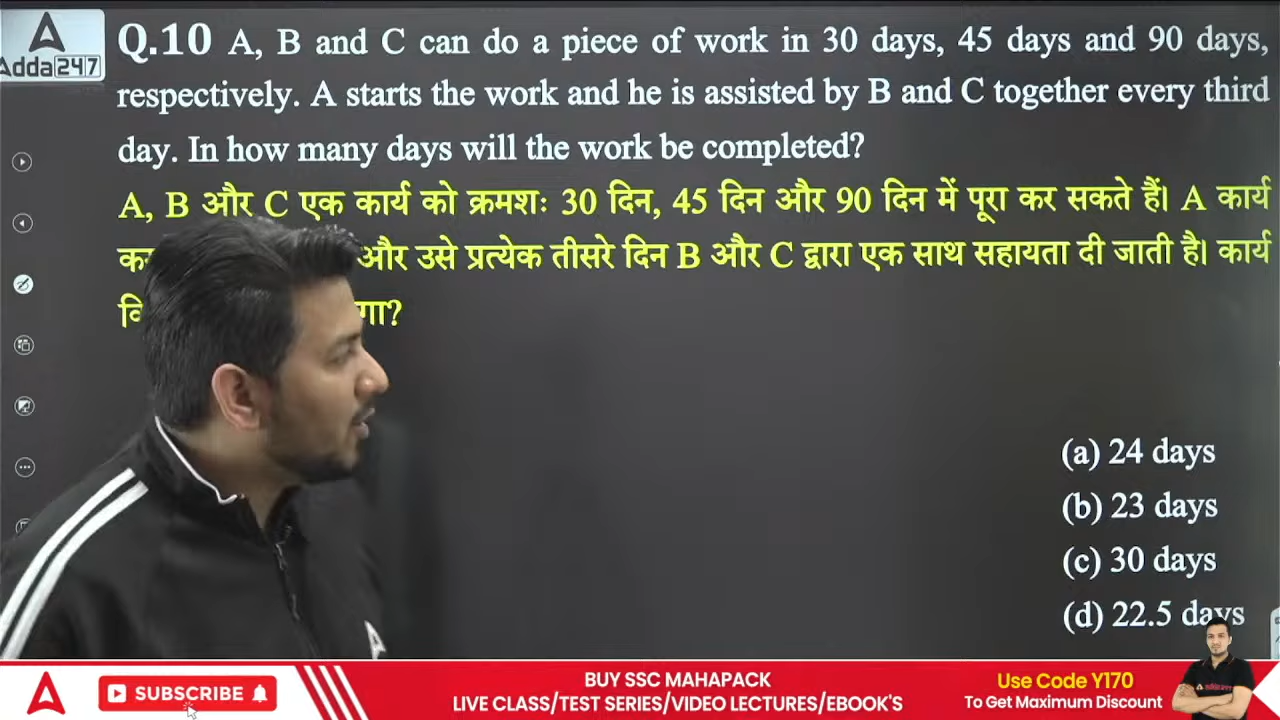 Adda247
Q.10 A, B and C can do a piece of work in 30 days, 45 days and 90 days,
respectively. A starts the work and he is assisted by B and C together every third
day. In how many days will the work be completed?
A, B और C एक कार्य को क्रमशः 30 दिन, 45 दिन और 90 दिन में पूरा कर सकते हैं। A कार्य
और उसे प्रत्येक तीसरे दिन B और C द्वारा एक साथ सहायता दी जाती है। कार्य
(a) 24 days
(b) 23 days
(c) 30 days
(d) 22.5 days
SUBSCRIBE
BUY SSC MAHAPACK
LIVE CLASS/TEST SERIES/VIDEO LECTURES/EBOOK'S
Use Code Y170
To Get Maximum Discount